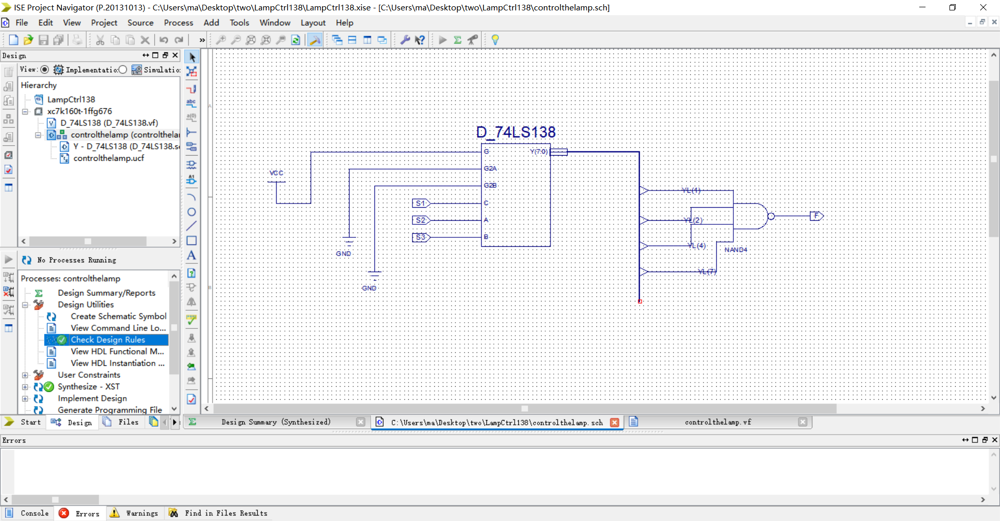 ISE Project Navigator (P.20131013) - C:\Users\ma\Desktop\two\LampCtrl138\LampCtrl138.xise - [C:\Users\ma\Desktop\two\LampCtrl138\controlthelamp.sch]
File Edit View Project Source Process Add Tools Window Layout Help
Design
View: Implementatio Simulatio
Hierarchy
LampCtrl138
xc7k160t-1ffg676
D_74LS138 (D_74LS138.vf)
controlthelamp (controlthelar
Y - D_74LS138 (D_74LS138.s
controlthelamp.ucf
No Processes Running
Processes: controlthelamp
Design Summary/Reports
Design Utilities
Create Schematic Symbol
View Command Line Lo...
Check Design Rules
View HDL Functional M...
View HDL Instantiation ...
User Constraints
Synthesize - XST
Implement Design
Generate Programming File
Start Design Files
abc
a(0)
A1
A
A
B
D_74LS138
G Y(7:0)
G2A
G2B
C
A
B
VCC
GND
GND
S1
S2
S3
YL(1)
YL(2)
YL(4)
YL(7)
NAND4
F
Design Summary (Synthesized) C:\Users\ma\Desktop\two\LampCtrl138\controlthelamp.sch controlthelamp.vf
Errors
Console Errors Warnings Find in Files Results